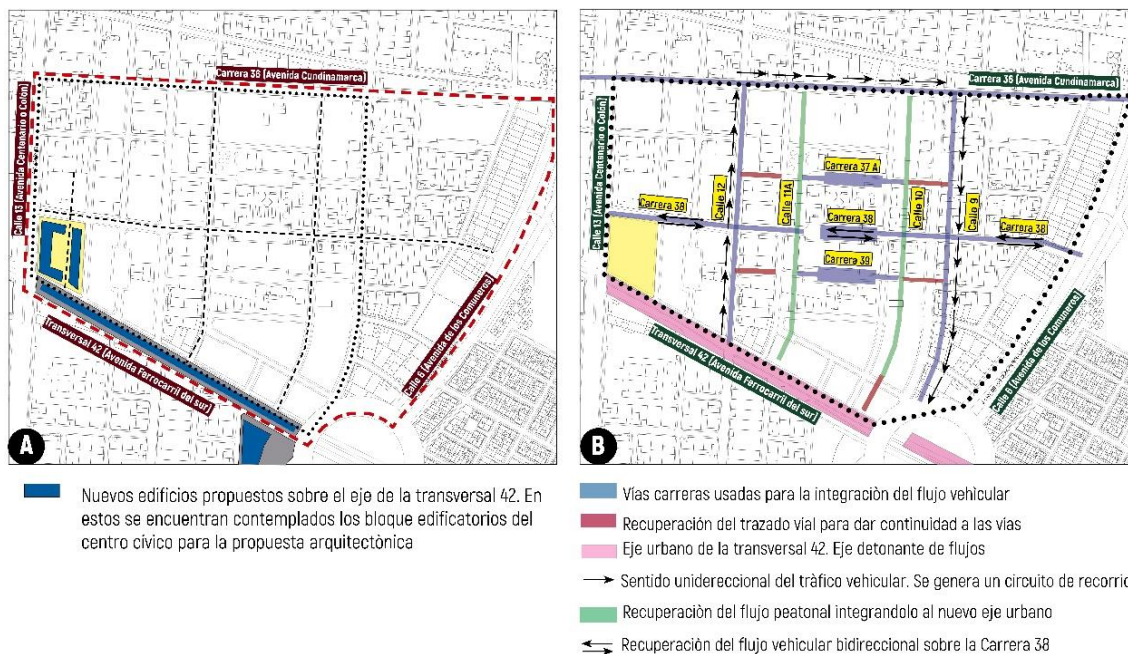 Carrera 36 (Avenida Cundinamarca)
Calle 13 (Avenida Centenario o Colón)
Transversal 42 (Avenida Ferrocarril del sur)
Calle 6 (Avenida de los Comuneros)
A
Nuevos edificios propuestos sobre el eje de la transversal 42. En
estos se encuentran contemplados los bloque edificatorios del
centro cívico para la propuesta arquitectònica
Carrera 36 (Avenida Cundinamarca)
Calle 13 (Avenida Centenario o Colón)
Carrera 37 A
Calle 12
Calle 11A
Calle 10
Calle 9
Carrera 38
Carrera 38
Carrera 38
Carrera 39
Transversal 42 (Avenida Ferrocarril del sur)
Calle 6 (Avenida de los Comuneros)
B
Vías carreras usadas para la integraciòn del flujo vehìcular
Recuperación del trazado vial para dar continuidad a las vías
Eje urbano de la transversal 42. Eje detonante de flujos
Sentido unidereccional del tràfico vehicular. Se genera un circuito de recorrio
Recuperaciòn del flujo peatonal integrandolo al nuevo eje urbano
Recuperaciòn del flujo vehicular bidireccional sobre la Carrera 38